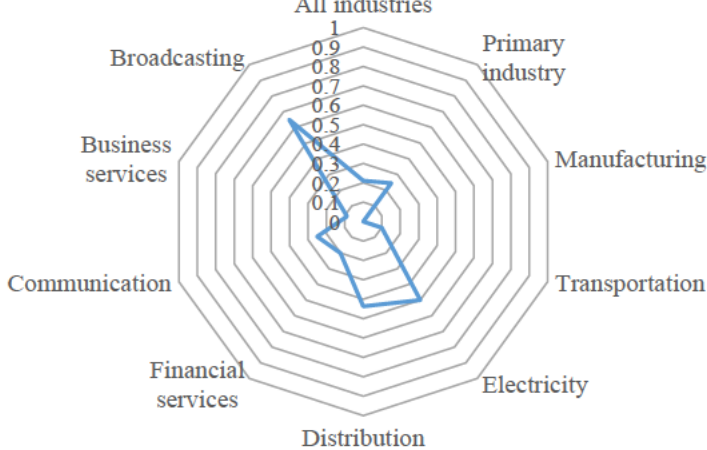 All industries
1
0.9
0.8
0.7
0.6
0.5
0.4
0.3
0.2
0.1
0
Primary
industry
Manufacturing
Transportation
Electricity
Distribution
Financial
services
Communication
Business
services
Broadcasting